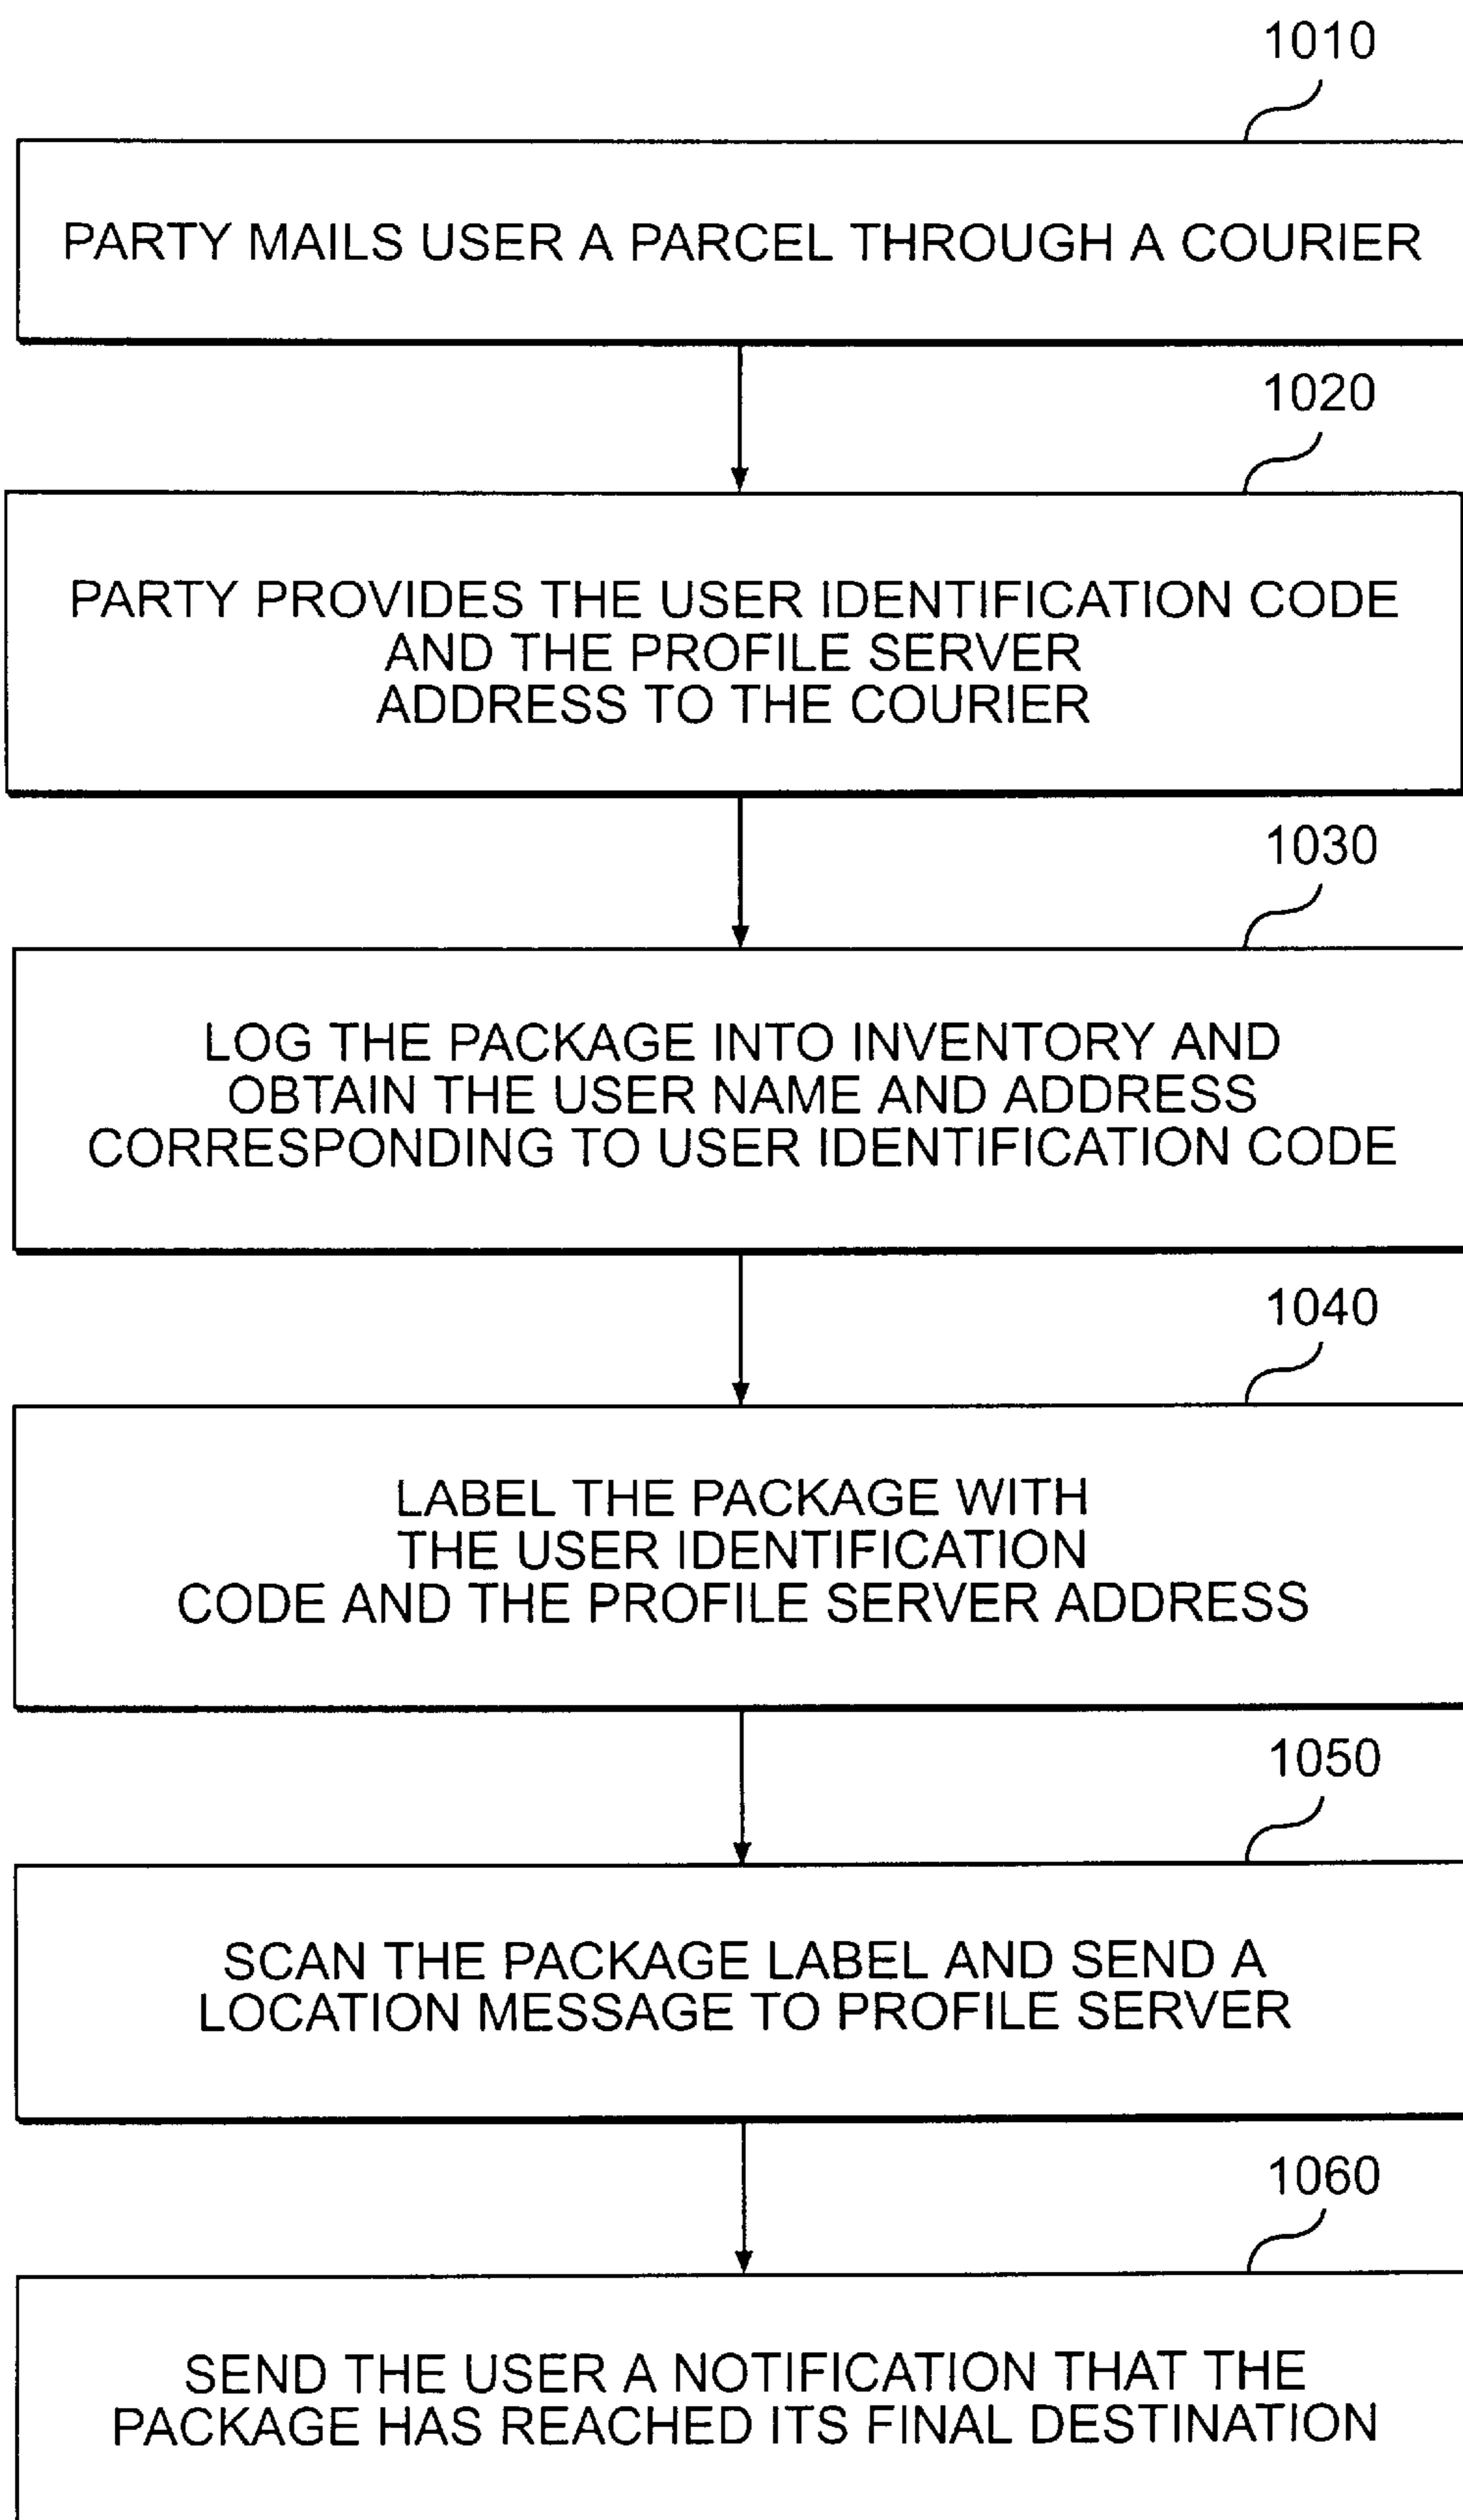 1010
PARTY MAILS USER A PARCEL THROUGH A COURIER
1020
PARTY PROVIDES THE USER IDENTIFICATION CODE
AND THE PROFILE SERVER
ADDRESS TO THE COURIER
1030
LOG THE PACKAGE INTO INVENTORY AND
OBTAIN THE USER NAME AND ADDRESS
CORRESPONDING TO USER IDENTIFICATION CODE
1040
LABEL THE PACKAGE WITH
THE USER IDENTIFICATION
CODE AND THE PROFILE SERVER ADDRESS
1050
SCAN THE PACKAGE LABEL AND SEND A
LOCATION MESSAGE TO PROFILE SERVER
1060
SEND THE USER A NOTIFICATION THAT THE
PACKAGE HAS REACHED ITS FINAL DESTINATION